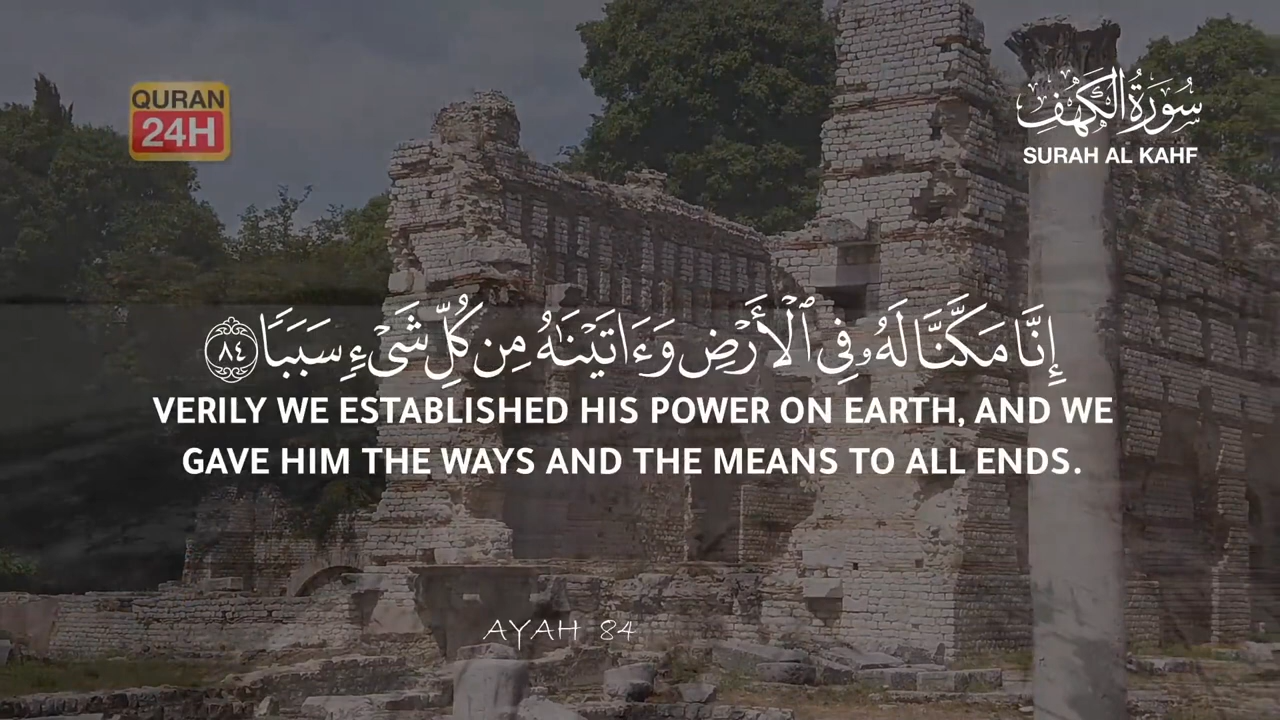 QURAN
24H
سُورَةُ الكَهْفِ
SURAH AL KAHF
إِنَّا مَكَّنَّا لَهُۥ فِى ٱلْأَرْضِ وَءَاتَيْنَـٰهُ مِن كُلِّ شَىْءٍ سَبَبًا ٨٤
VERILY WE ESTABLISHED HIS POWER ON EARTH, AND WE
GAVE HIM THE WAYS AND THE MEANS TO ALL ENDS.
AYAH 84